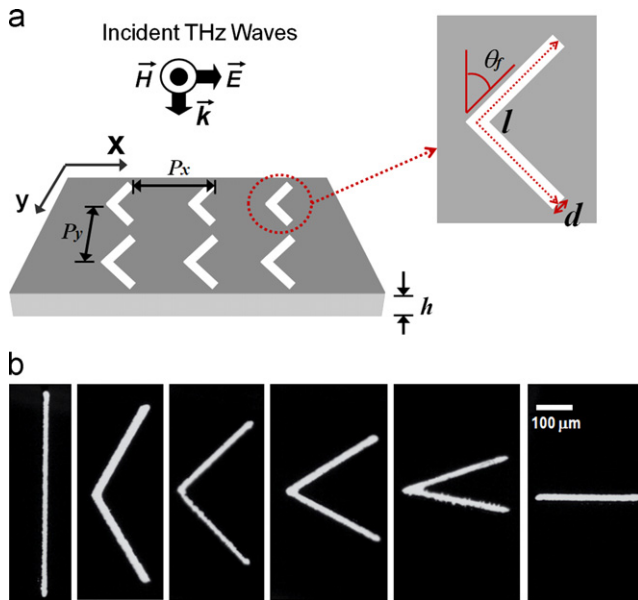 a
Incident THz Waves
H E
k
X
Px
θf
l
y
Py
d
h
b
100 μm